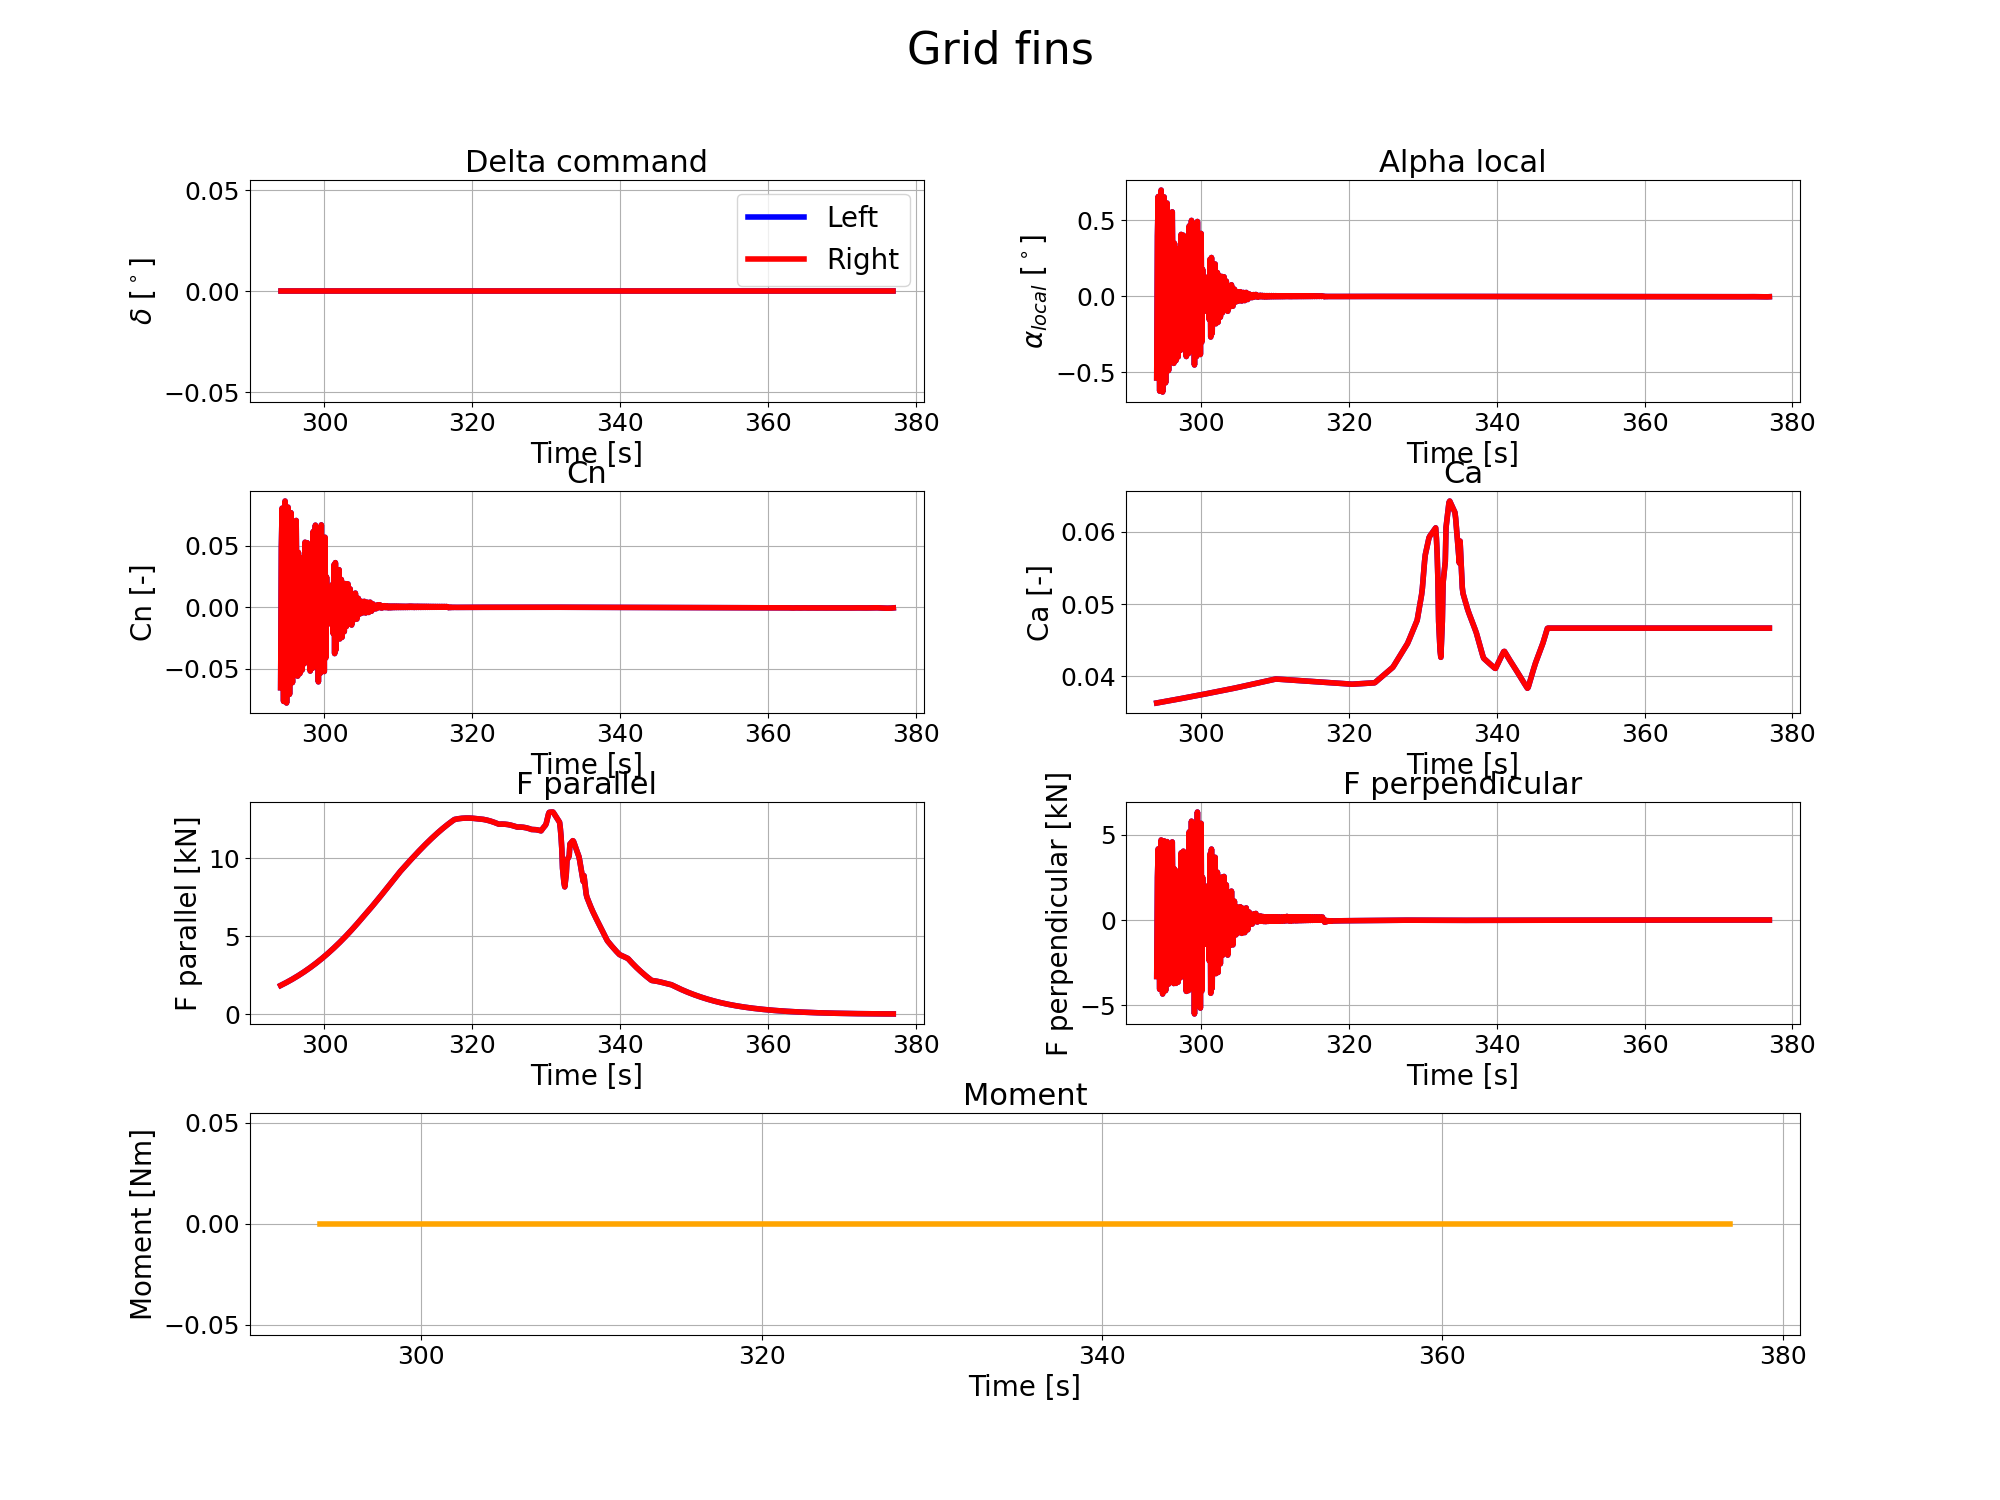 Grid fins
Delta command
δ [°]
0.05
0.00
−0.05
Left
Right
300 320 340 360 380
Time [s]
Alpha local
α_local [°]
0.5
0.0
−0.5
300 320 340 360 380
Time [s]
Cn
Cn [-]
0.05
0.00
−0.05
300 320 340 360 380
Time [s]
Ca
Ca [-]
0.06
0.05
0.04
300 320 340 360 380
Time [s]
F parallel
F parallel [kN]
10
5
0
300 320 340 360 380
Time [s]
F perpendicular
F perpendicular [kN]
5
0
−5
300 320 340 360 380
Time [s]
Moment
Moment [Nm]
0.05
0.00
−0.05
300 320 340 360 380
Time [s]